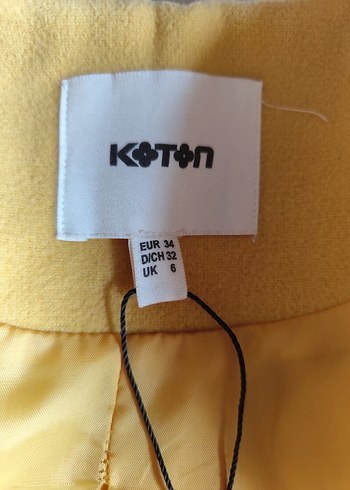 KOTON
EUR 34
D/CH 32
UK 6